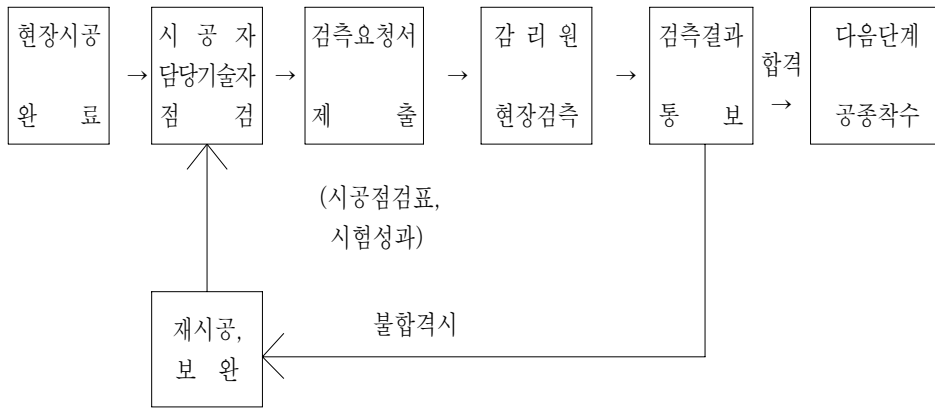 현장시공
완 료
→
시 공 자
담당기술자
점 검
→
검측요청서
제 출
→
감 리 원
현장검측
→
검측결과
통 보
합격
→
다음단계
공종착수
(시공점검표,
시험성과)
재시공,
보 완
불합격시